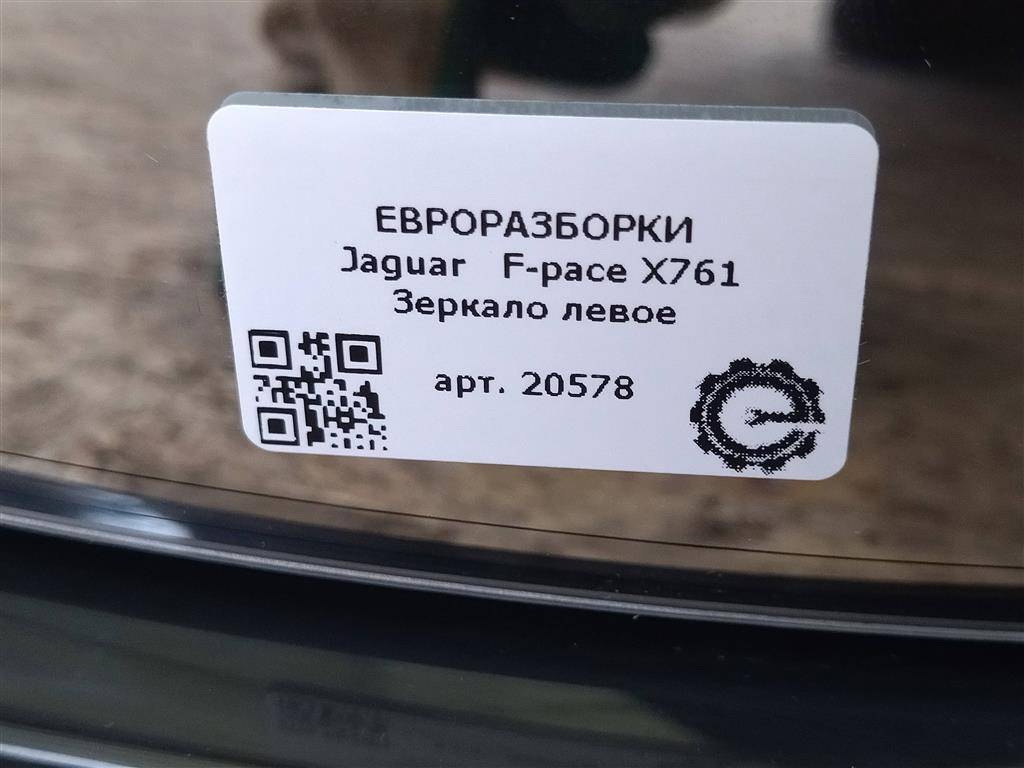 ЕВРОРАЗБОРКИ
Jaguar F-pace X761
Зеркало левое
арт. 20578